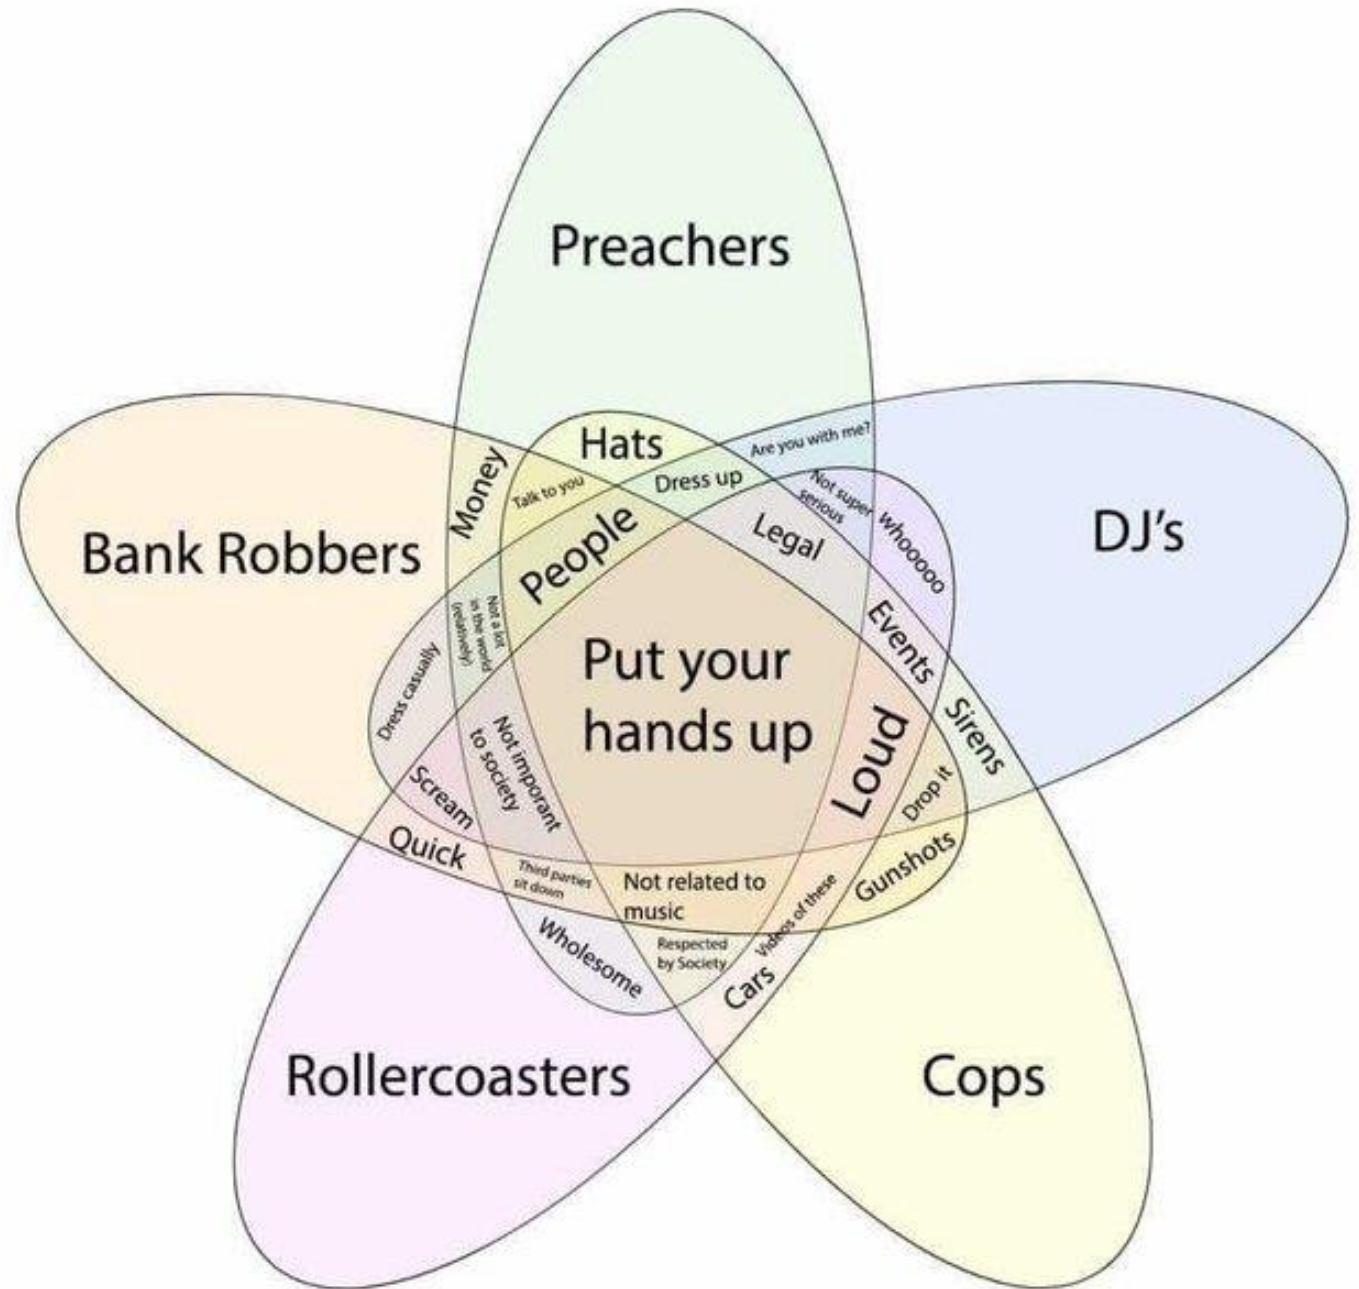 Preachers
Hats
Are you with me?
Money
Talk to you
Dress up
Not super
serious
Whooooo
People
Legal
DJ's
Bank Robbers
Not a lot
in the world
(relatively)
Events
Put your
hands up
Dress casually
Sirens
Not imporant
to society
Loud
Scream
Drop it
Quick
Gunshots
Third parties
sit down
Not related to
music
Videos of these
Wholesome
Respected
by Society
Cars
Rollercoasters
Cops